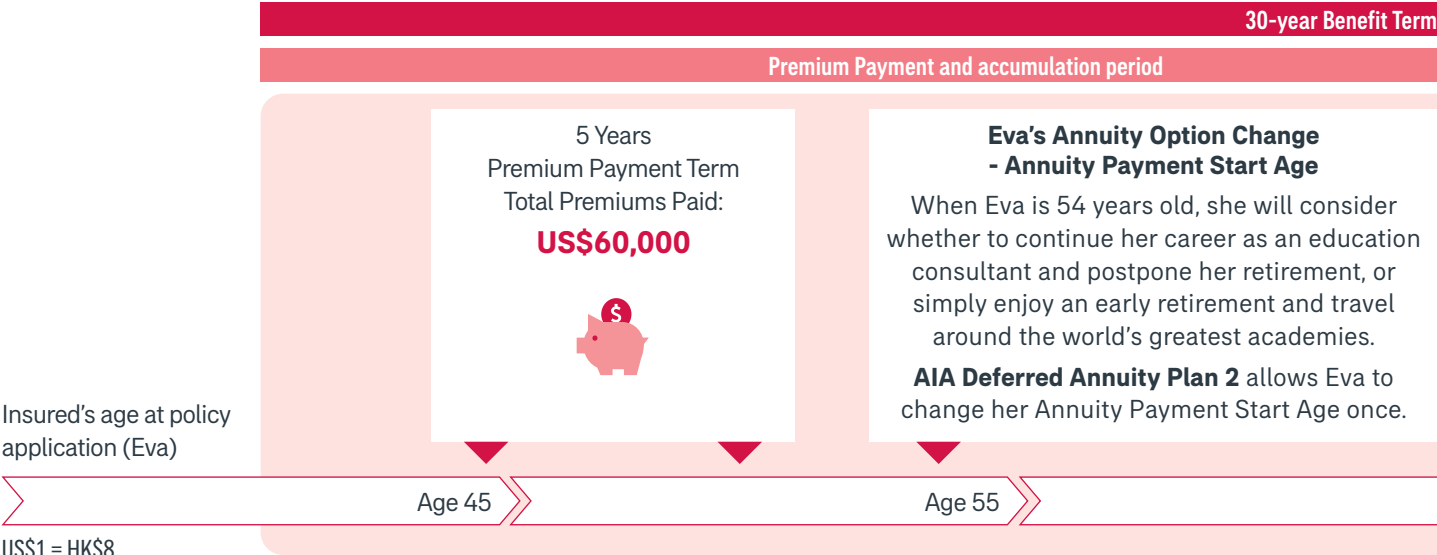 30-year Benefit Term
Premium Payment and accumulation period
5 Years
Premium Payment Term
Total Premiums Paid:
US$60,000
$
Eva's Annuity Option Change
- Annuity Payment Start Age
When Eva is 54 years old, she will consider
whether to continue her career as an education
consultant and postpone her retirement, or
simply enjoy an early retirement and travel
around the world's greatest academies.
AIA Deferred Annuity Plan 2 allows Eva to
change her Annuity Payment Start Age once.
Insured's age at policy
application (Eva)
Age 45
Age 55
US$1 = HK$8